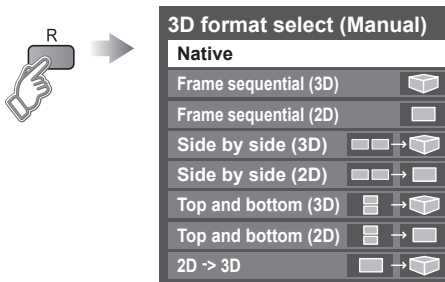 R
3D format select (Manual)
Native
Frame sequential (3D)
Frame sequential (2D)
Side by side (3D)
Side by side (2D)
Top and bottom (3D)
Top and bottom (2D)
2D -> 3D